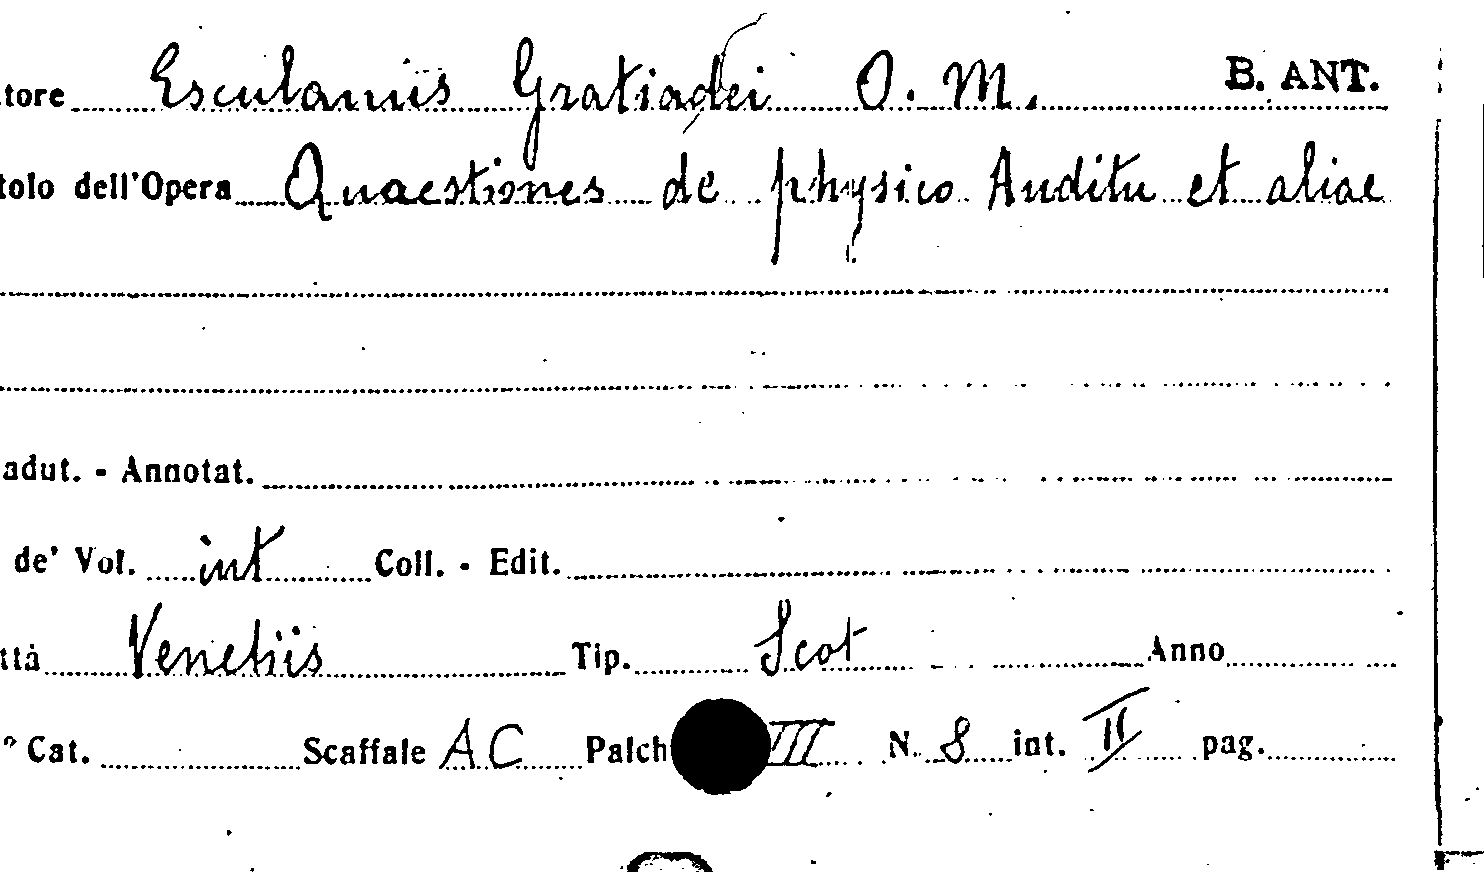 tore Esculanus Gratiadei O. M. B. ANT.
tolo dell'Opera Quaestiones de physico Auditu et aliae
adut. - Annotat.
de' Vol. int Coll. - Edit.
ttà Venetiis Tip. Scot Anno
° Cat. Scaffale AC Palch III N. 8 int. II pag.